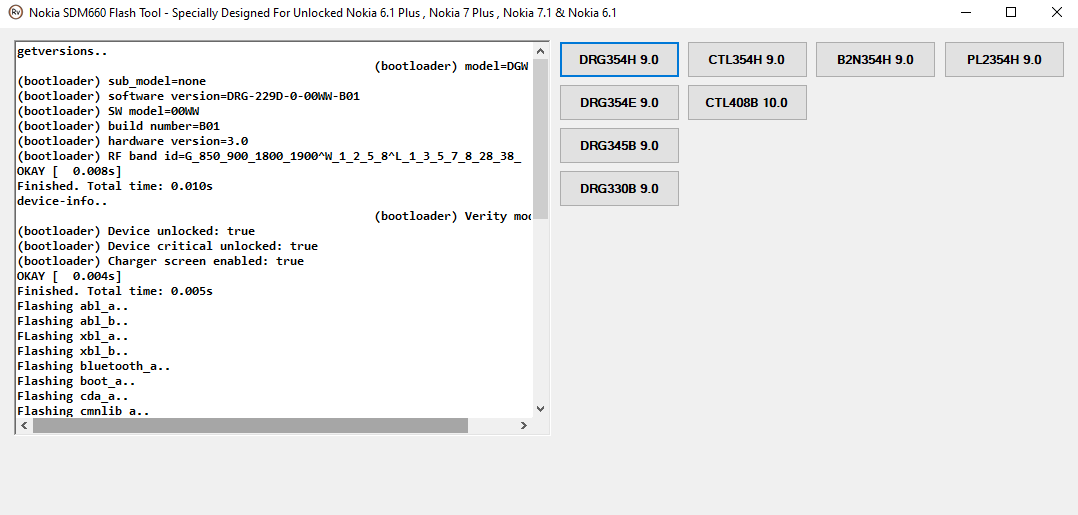 Rv Nokia SDM660 Flash Tool - Specially Designed For Unlocked Nokia 6.1 Plus , Nokia 7 Plus , Nokia 7.1 & Nokia 6.1
getversions..
(bootloader) model=DGW
(bootloader) sub_model=none
(bootloader) software version=DRG-229D-0-00WW-B01
(bootloader) SW model=00WW
(bootloader) build number=B01
(bootloader) hardware version=3.0
(bootloader) RF band id=G_850_900_1800_1900^W_1_2_5_8^L_1_3_5_7_8_28_38_
OKAY [  0.008s]
Finished. Total time: 0.010s
device-info..
(bootloader) Verity mod
(bootloader) Device unlocked: true
(bootloader) Device critical unlocked: true
(bootloader) Charger screen enabled: true
OKAY [  0.004s]
Finished. Total time: 0.005s
Flashing abl_a..
Flashing abl_b..
FLashing xbl_a..
Flashing xbl_b..
Flashing bluetooth_a..
Flashing boot_a..
Flashing cda_a..
Flashing cmnlib_a..
DRG354H 9.0
CTL354H 9.0
B2N354H 9.0
PL2354H 9.0
DRG354E 9.0
CTL408B 10.0
DRG345B 9.0
DRG330B 9.0